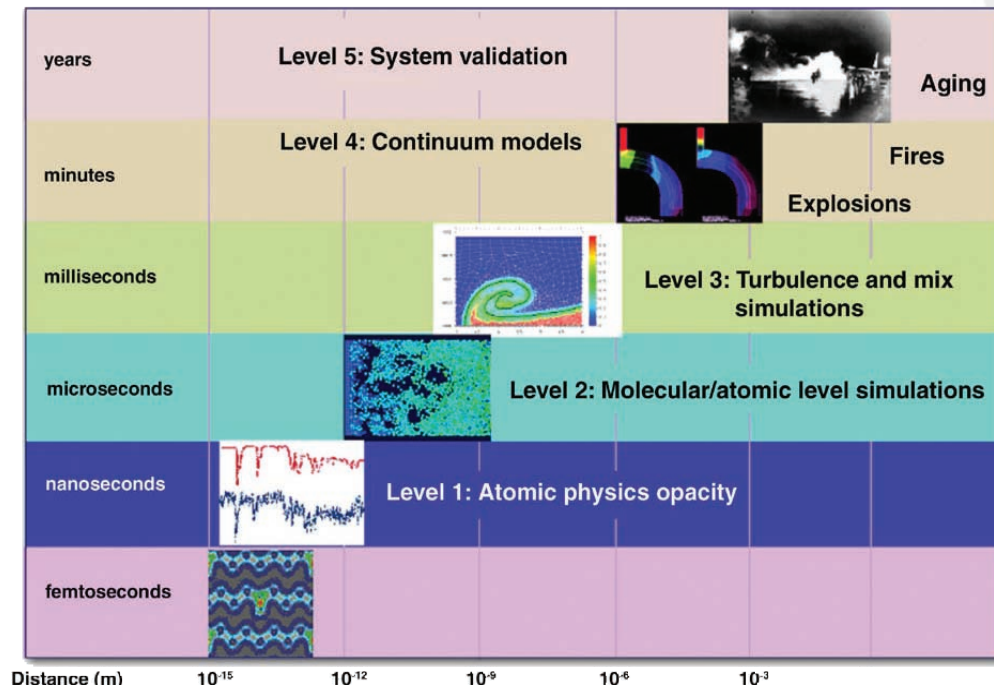 years
Level 5: System validation
Aging
Level 4: Continuum models
Fires
minutes
Explosions
milliseconds
Level 3: Turbulence and mix
simulations
microseconds
Level 2: Molecular/atomic level simulations
nanoseconds
Level 1: Atomic physics opacity
femtoseconds
Distance (m) 10⁻¹⁵ 10⁻¹² 10⁻⁹ 10⁻⁶ 10⁻³